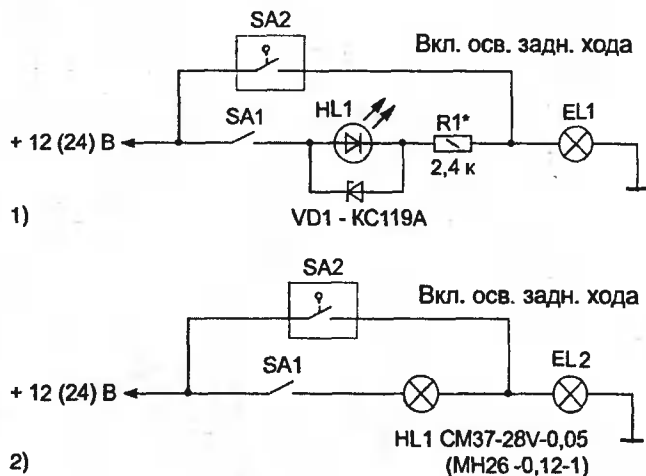 SA2
Вкл. осв. задн. хода
SA1
HL1
R1*
EL1
+ 12 (24) В
2,4 к
1)
VD1 - КС119А
SA2
Вкл. осв. задн. хода
SA1
EL2
+ 12 (24) В
HL1 СМ37-28V-0,05
2)
(МН26 -0,12-1)